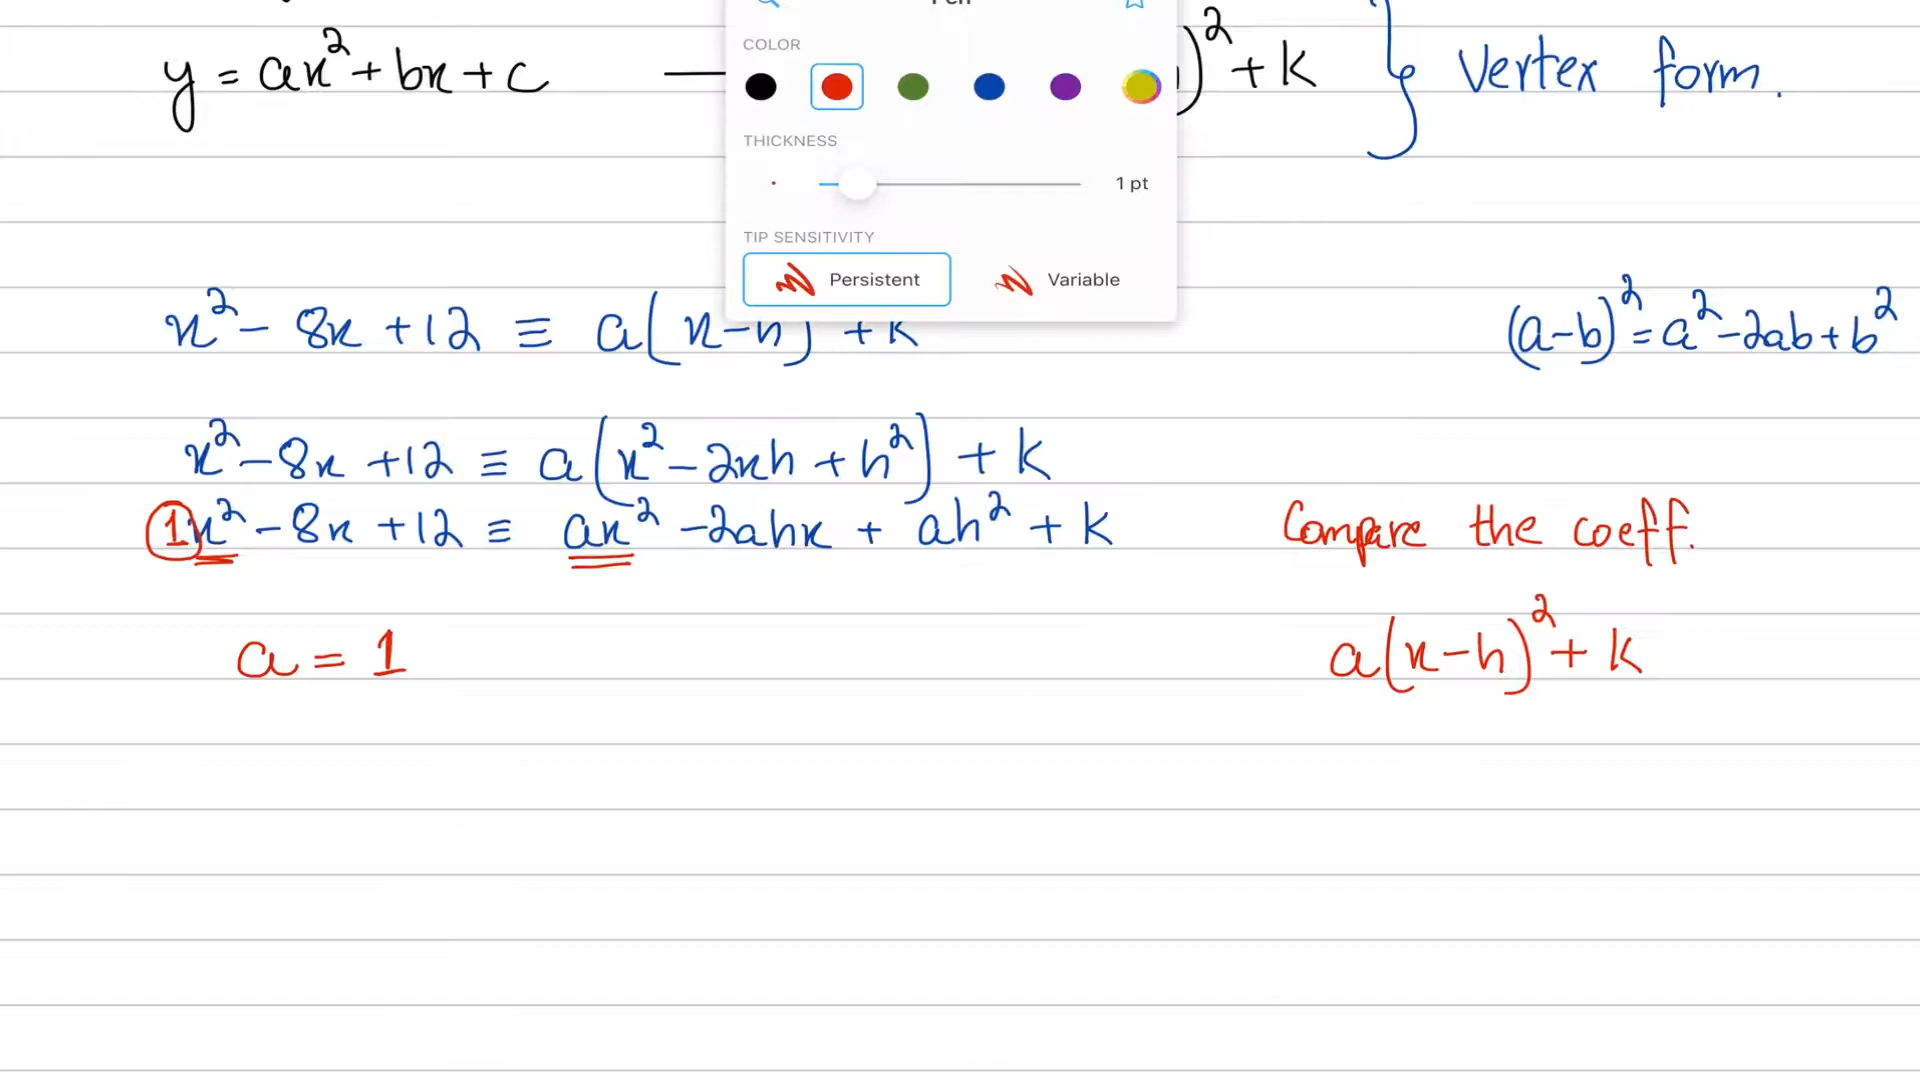 y = ax² + bx + c — )² + k } Vertex form.
COLOR
THICKNESS
1 pt
TIP SENSITIVITY
Persistent Variable
x² - 8x + 12 ≡ a(x-h) + k
(a-b)² = a² - 2ab + b²
x² - 8x + 12 ≡ a(x² - 2xh + h²) + k
1x² - 8x + 12 ≡ ax² - 2ahx + ah² + k
Compare the coeff.
a = 1
a(x-h)² + k